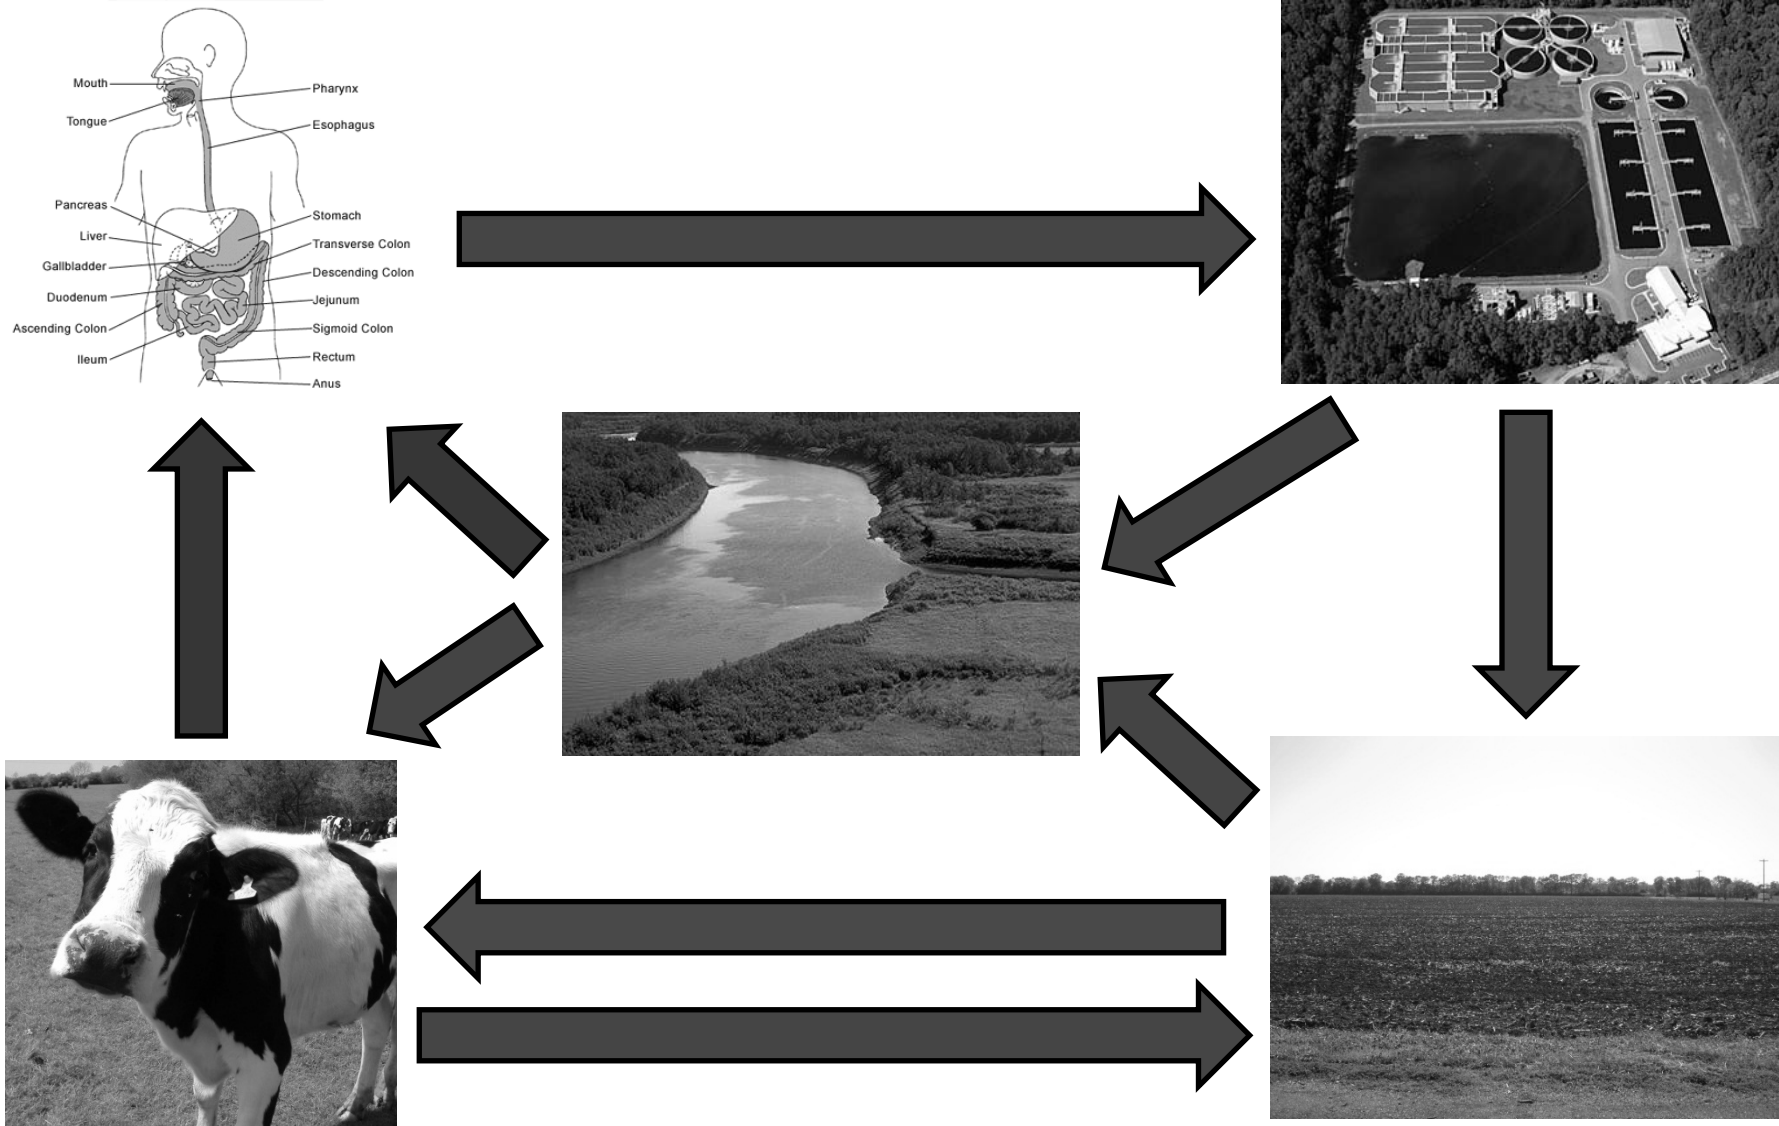 Mouth
Tongue
Pharynx
Esophagus
Pancreas
Liver
Gallbladder
Duodenum
Ascending Colon
Ileum
Stomach
Transverse Colon
Descending Colon
Jejunum
Sigmoid Colon
Rectum
Anus